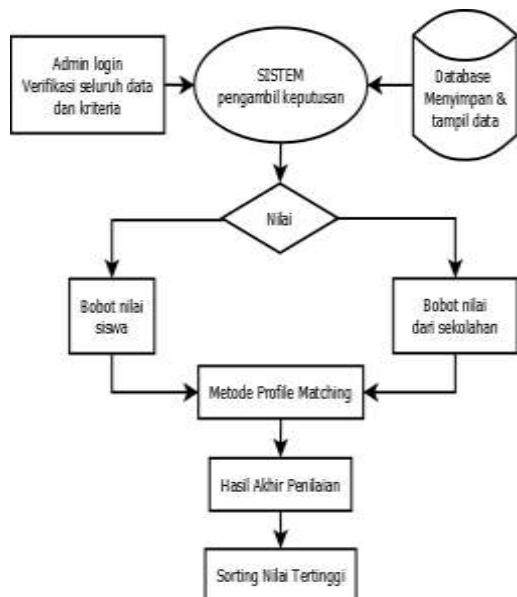 Admin login
Verifikasi seluruh data
dan kriteria
SISTEM
pengambil keputusan
Database
Menyimpan &
tampil data
Nilai
Bobot nilai
siswa
Bobot nilai
dari sekolahan
Metode Profile Matching
Hasil Akhir Penilaian
Sorting Nilai Tertinggi